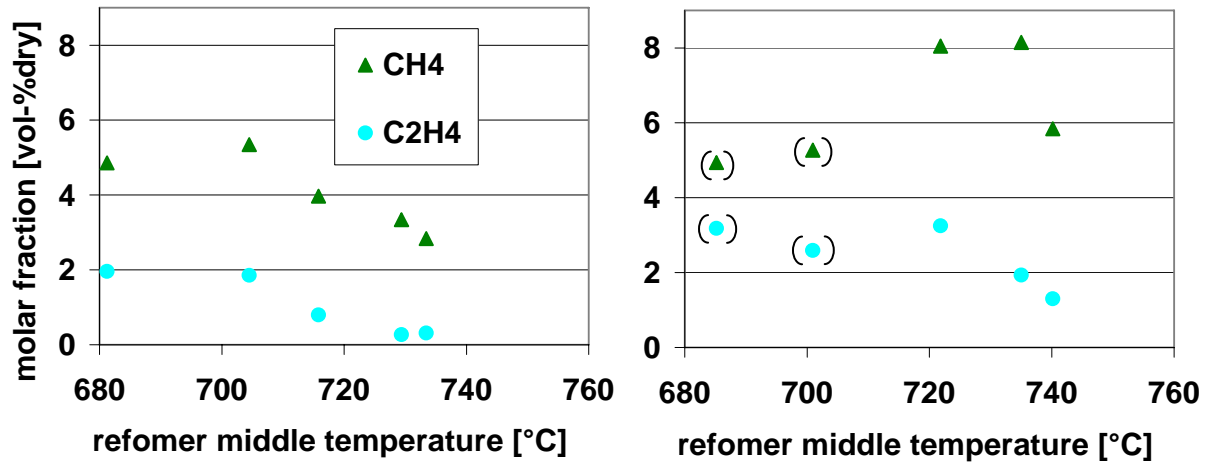 molar fraction [vol-%dry]
8
6
4
2
0
CH4
C2H4
680 700 720 740 760
refomer middle temperature [°C]
8
6
4
2
0
( ) ( )
( ) ( )
680 700 720 740 760
refomer middle temperature [°C]